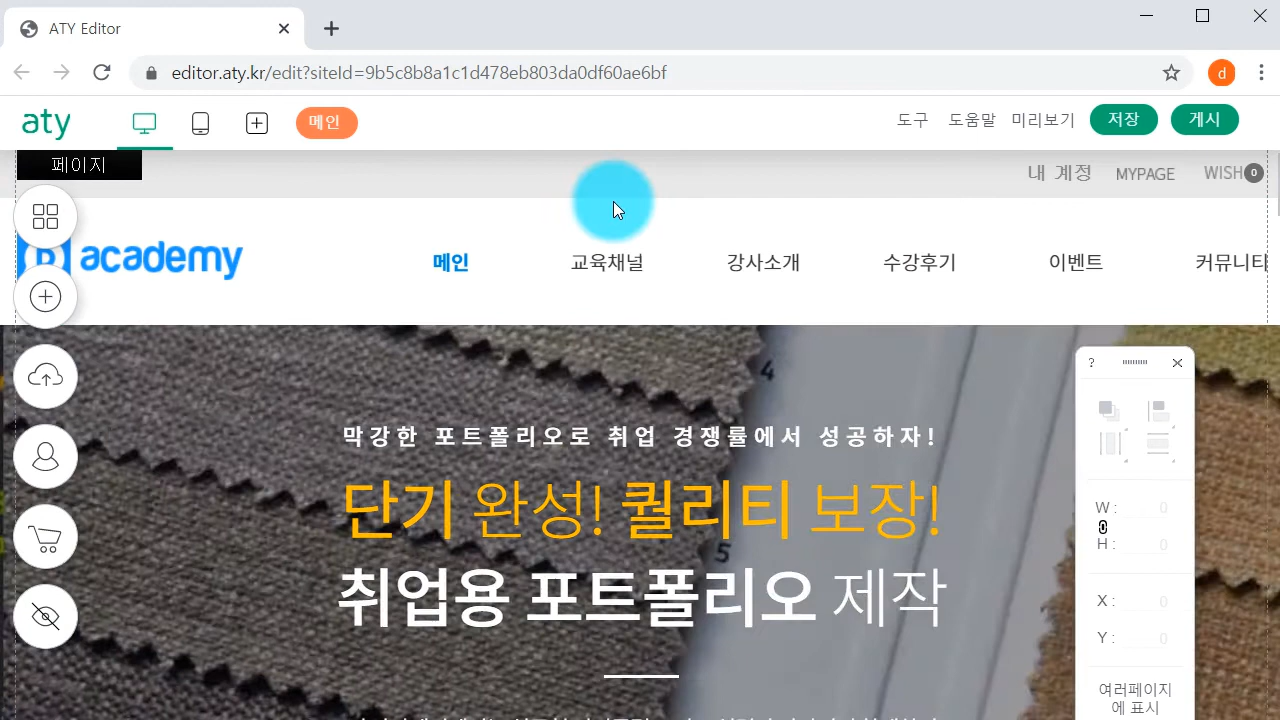 ATY Editor
editor.aty.kr/edit?siteId=9b5c8b8a1c1d478eb803da0df60ae6bf
d
aty
메인
도구 도움말 미리보기 저장 게시
페이지
내 계정 MYPAGE WISH 0
academy
메인 교육채널 강사소개 수강후기 이벤트 커뮤니티
4
?
막강한 포트폴리오로 취업 경쟁률에서 성공하자!
단기 완성! 퀄리티 보장!
5
취업용 포트폴리오 제작
W : 0
H : 0
X : 0
Y : 0
여러페이지
에 표시